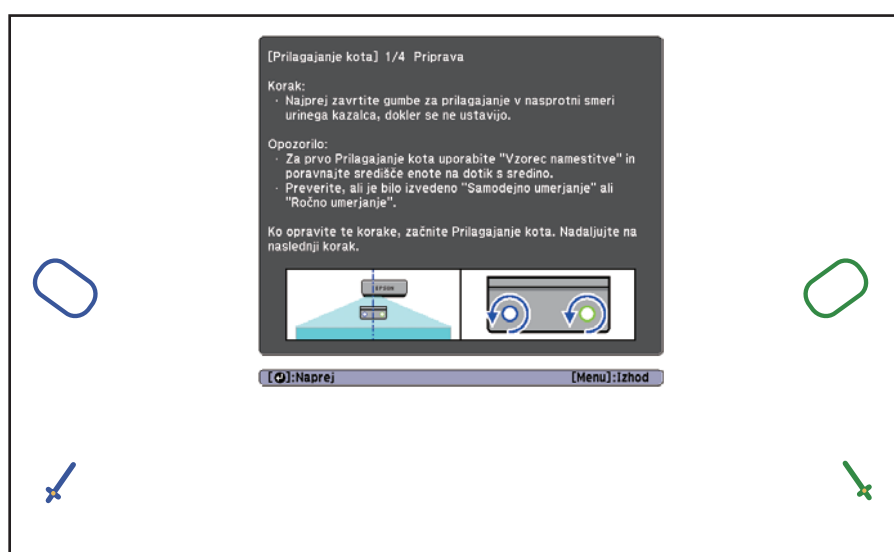 [Prilagajanje kota] 1/4 Priprava
Korak:
· Najprej zavrtite gumbe za prilagajanje v nasprotni smeri
urinega kazalca, dokler se ne ustavijo.
Opozorilo:
· Za prvo Prilagajanje kota uporabite "Vzorec namestitve" in
poravnajte središče enote na dotik s sredino.
· Preverite, ali je bilo izvedeno "Samodejno umerjanje" ali
"Ročno umerjanje".
Ko opravite te korake, začnite Prilagajanje kota. Nadaljujte na
naslednji korak.
EPSON
[↵]:Naprej [Menu]:Izhod